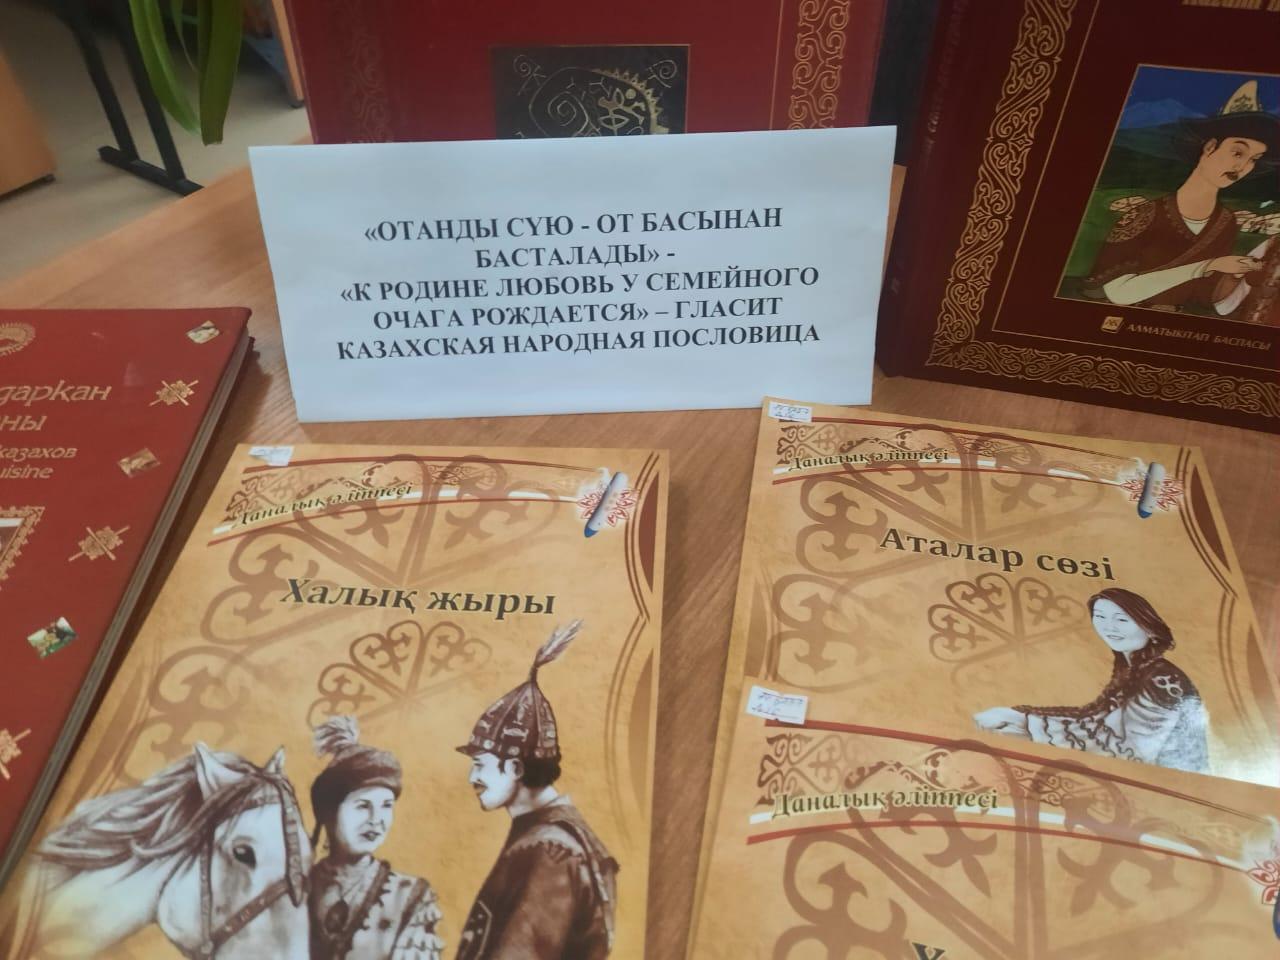 «ОТАНДЫ СҮЮ - ОТ БАСЫНАН
БАСТАЛАДЫ» -
«К РОДИНЕ ЛЮБОВЬ У СЕМЕЙНОГО
ОЧАГА РОЖДАЕТСЯ» – ГЛАСИТ
КАЗАХСКАЯ НАРОДНАЯ ПОСЛОВИЦА
АЛМАТЫКІТАП БАСПАСЫ
казахов
Даналық әліппесі
Халық жыры
Даналық әліппесі
Аталар сөзі
Даналық әліппесі